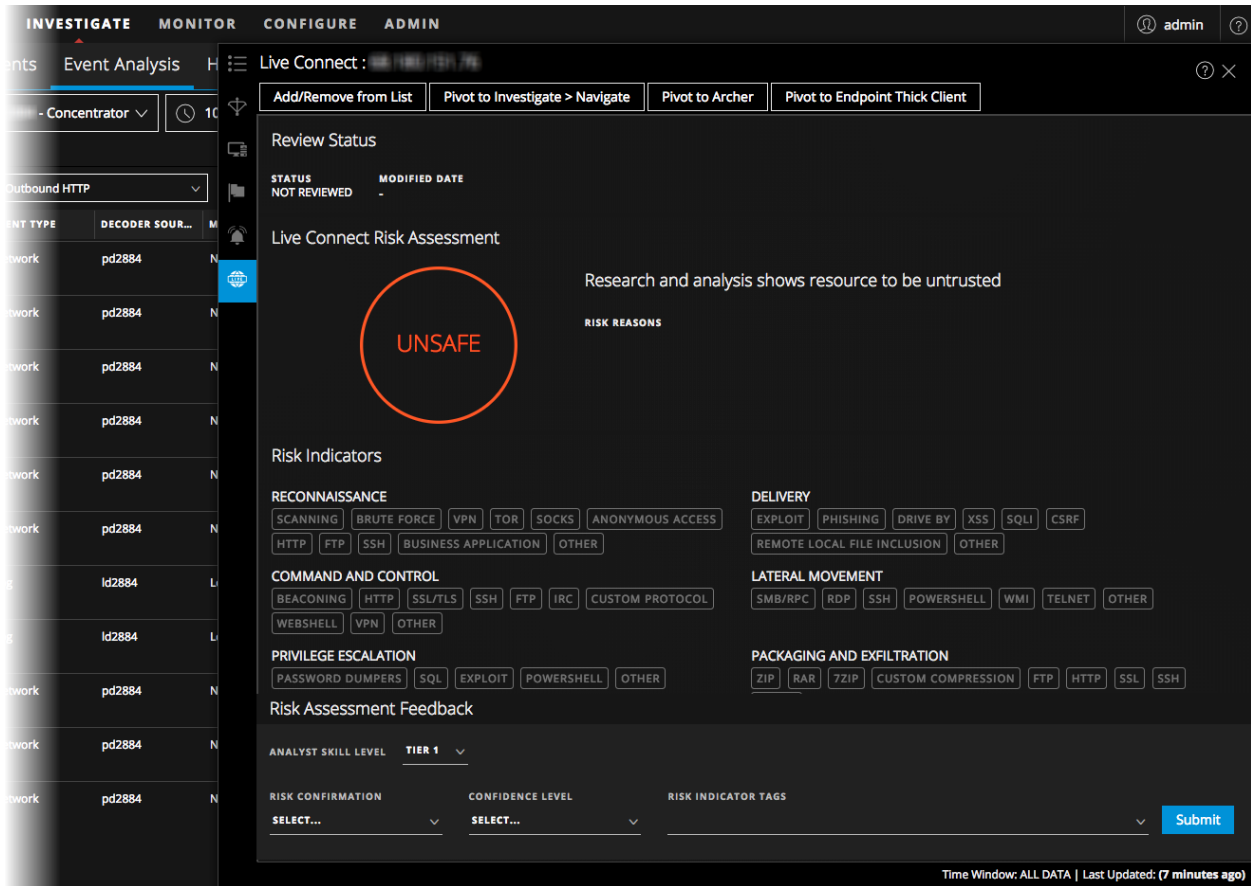 INVESTIGATE MONITOR CONFIGURE ADMIN admin ?
Event Analysis
Live Connect :
Add/Remove from List Pivot to Investigate > Navigate Pivot to Archer Pivot to Endpoint Thick Client
- Concentrator 10
Review Status
STATUS MODIFIED DATE
NOT REVIEWED -
Outbound HTTP
ENT TYPE DECODER SOUR... M
Live Connect Risk Assessment
twork pd2884 N
LIVE
Research and analysis shows resource to be untrusted
RISK REASONS
UNSAFE
twork pd2884 N
twork pd2884 N
twork pd2884 N
Risk Indicators
twork pd2884 N
twork pd2884 N
g ld2884 L
g ld2884 L
twork pd2884 N
twork pd2884 N
twork pd2884 N
RECONNAISSANCE
SCANNING BRUTE FORCE VPN TOR SOCKS ANONYMOUS ACCESS
HTTP FTP SSH BUSINESS APPLICATION OTHER
DELIVERY
EXPLOIT PHISHING DRIVE BY XSS SQLI CSRF
REMOTE LOCAL FILE INCLUSION OTHER
COMMAND AND CONTROL
BEACONING HTTP SSL/TLS SSH FTP IRC CUSTOM PROTOCOL
WEBSHELL VPN OTHER
LATERAL MOVEMENT
SMB/RPC RDP SSH POWERSHELL WMI TELNET OTHER
PRIVILEGE ESCALATION
PASSWORD DUMPERS SQL EXPLOIT POWERSHELL OTHER
PACKAGING AND EXFILTRATION
ZIP RAR 7ZIP CUSTOM COMPRESSION FTP HTTP SSL SSH
Risk Assessment Feedback
ANALYST SKILL LEVEL TIER 1
RISK CONFIRMATION CONFIDENCE LEVEL RISK INDICATOR TAGS
SELECT... SELECT... Submit
Time Window: ALL DATA | Last Updated: (7 minutes ago)